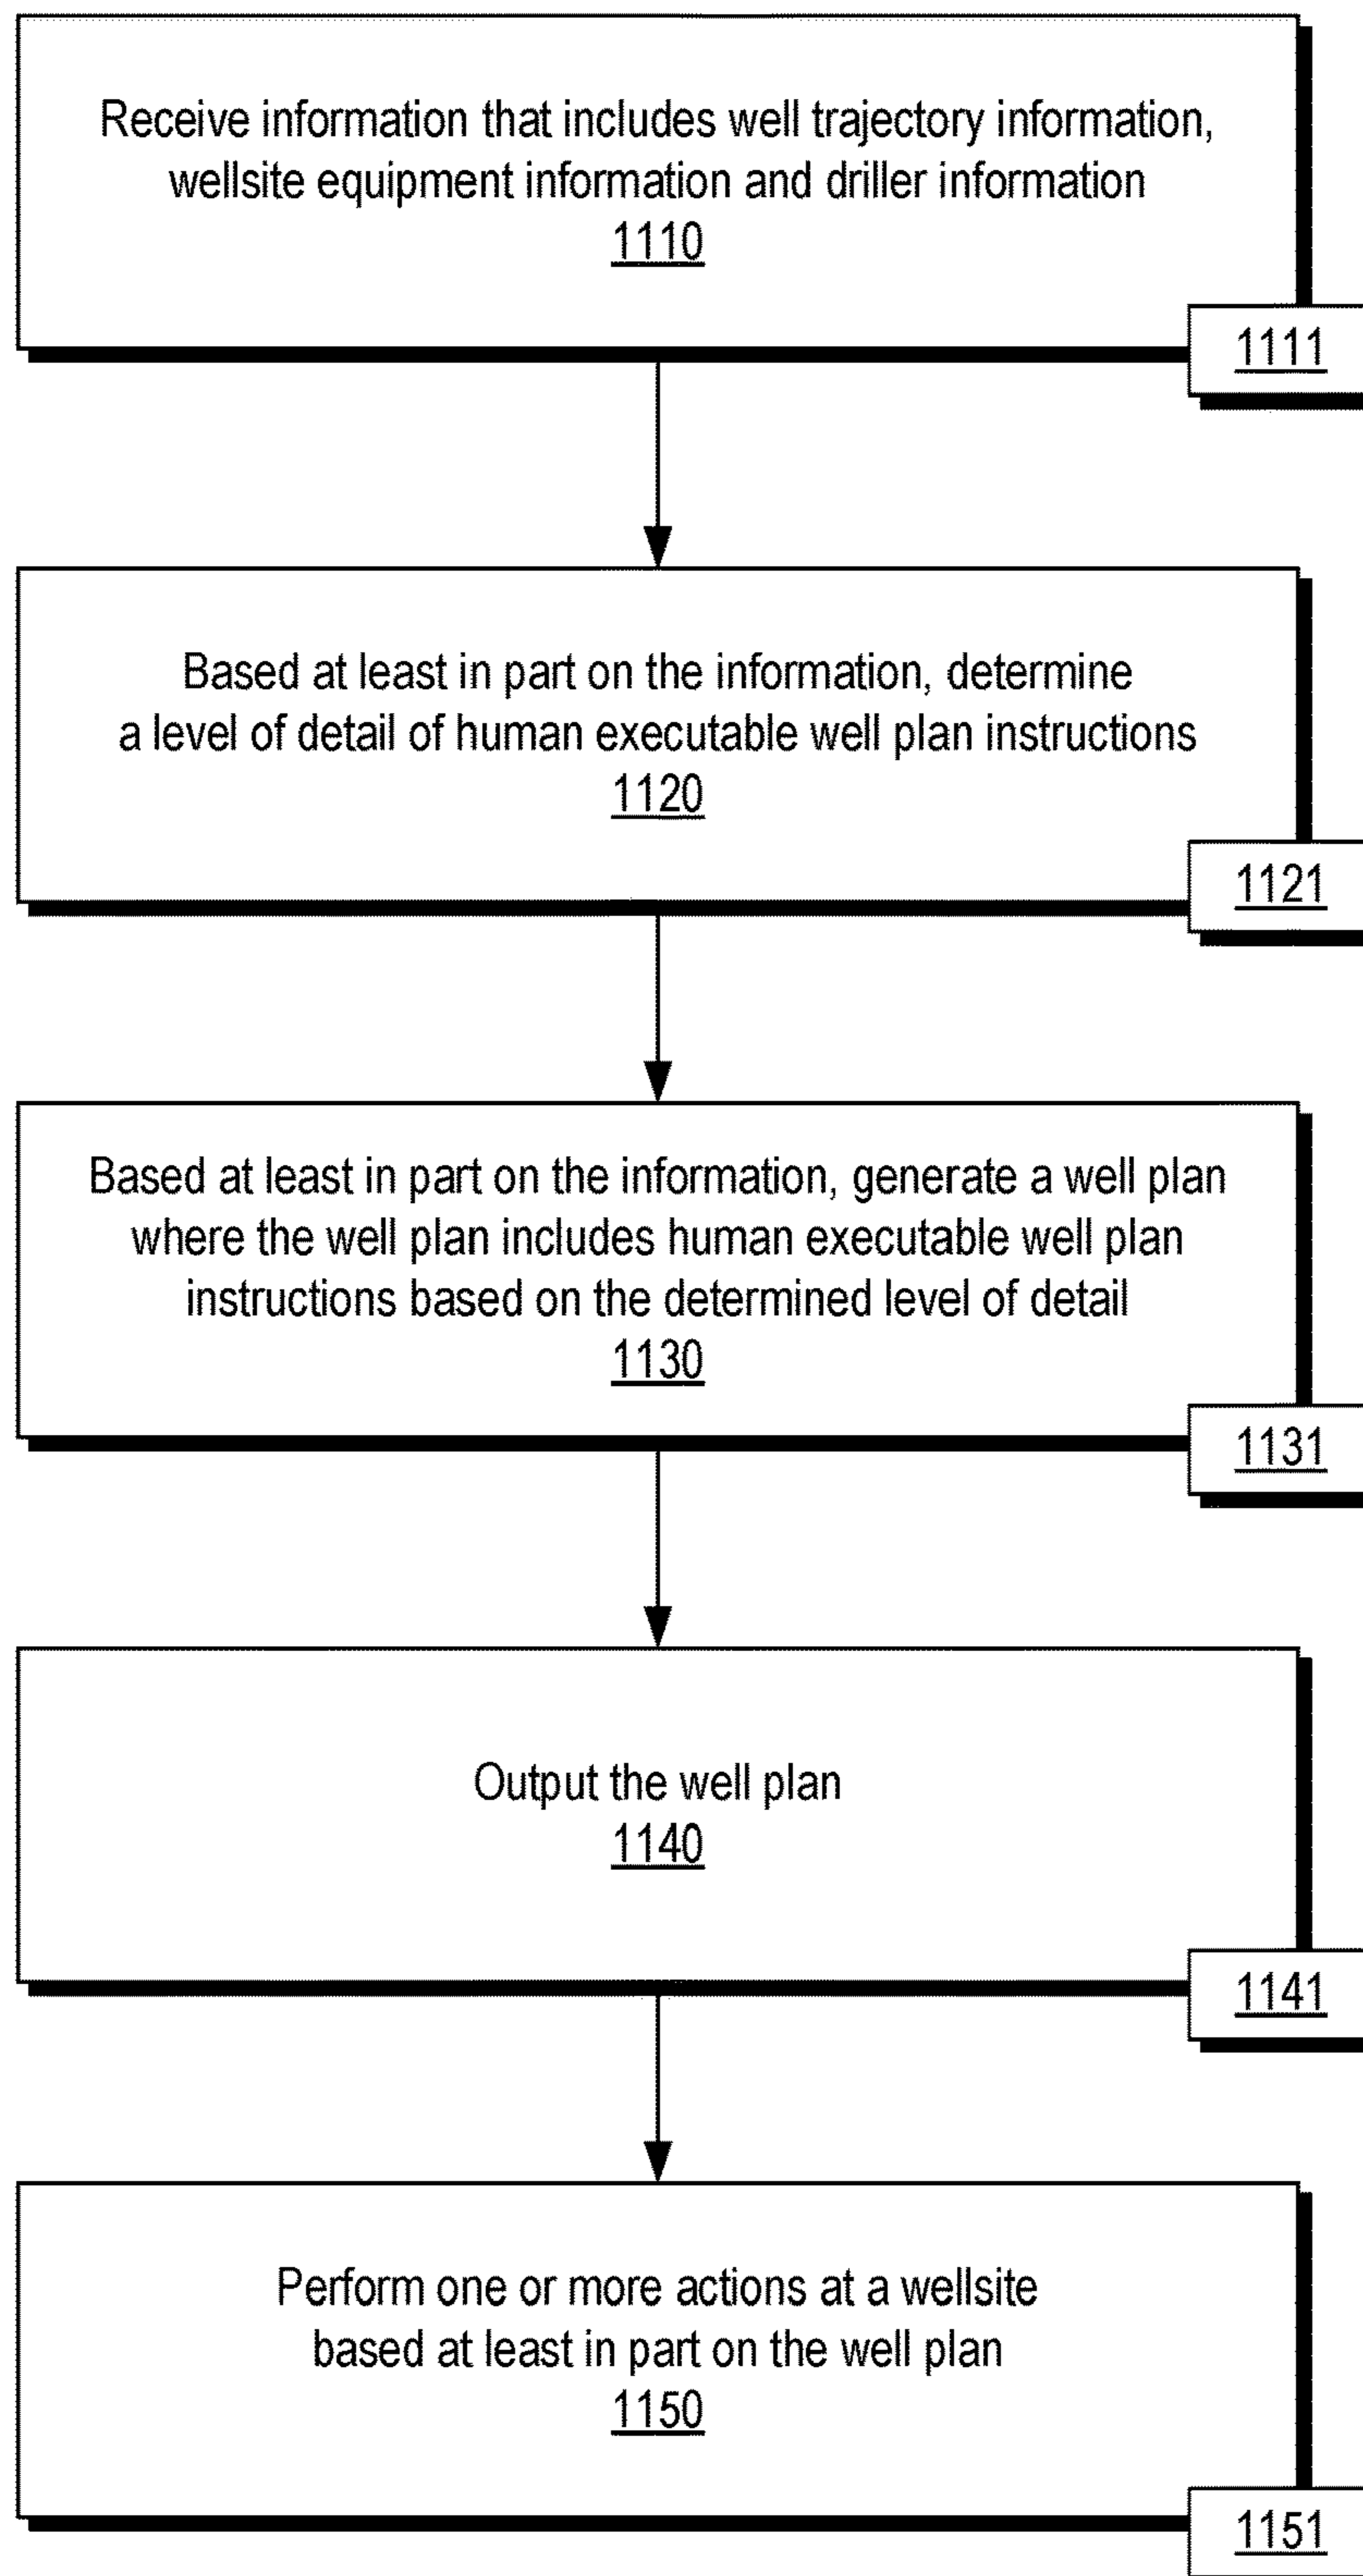 Receive information that includes well trajectory information,
wellsite equipment information and driller information
1110
1111
Based at least in part on the information, determine
a level of detail of human executable well plan instructions
1120
1121
Based at least in part on the information, generate a well plan
where the well plan includes human executable well plan
instructions based on the determined level of detail
1130
1131
Output the well plan
1140
1141
Perform one or more actions at a wellsite
based at least in part on the well plan
1150
1151